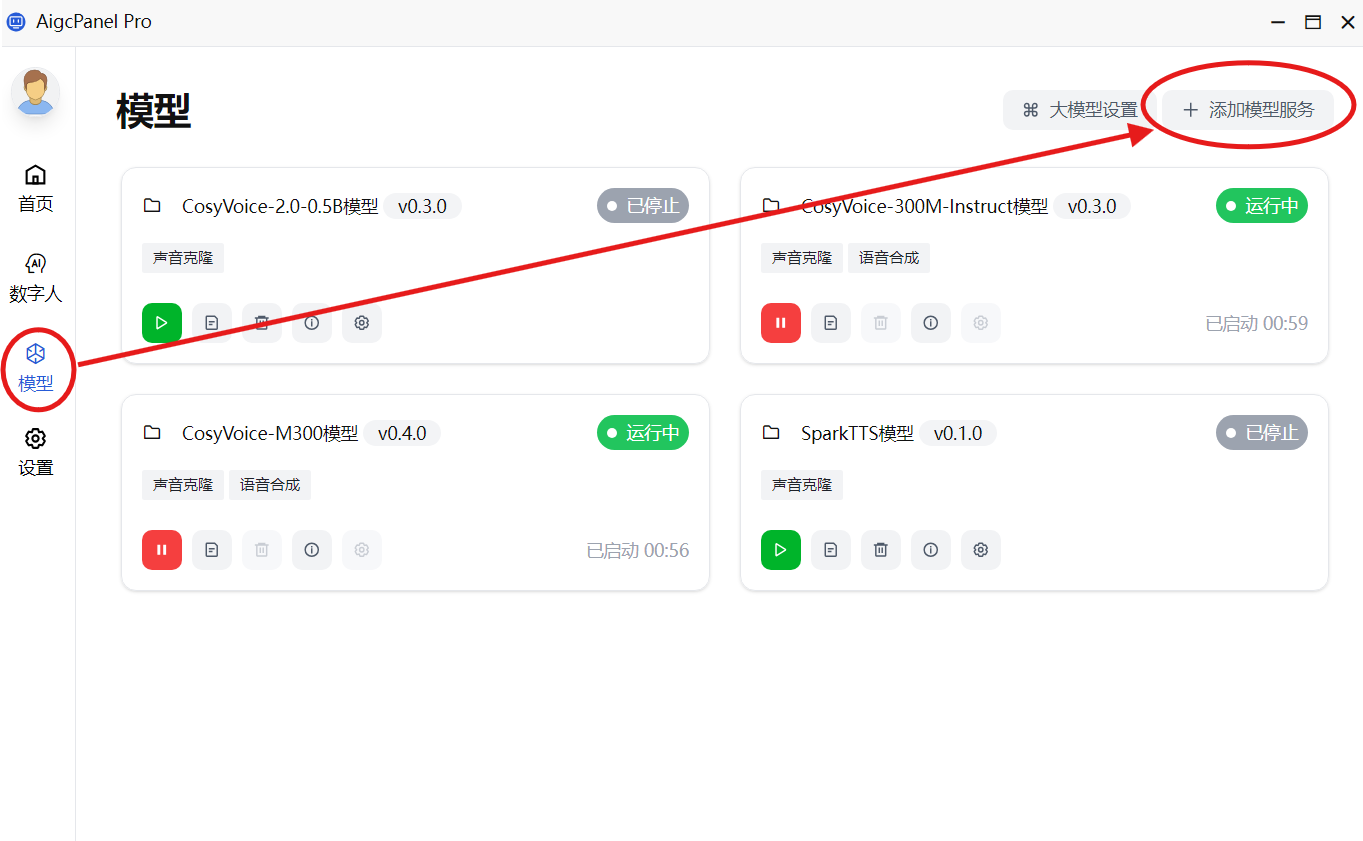 AigcPanel Pro
首页
数字人
模型
设置
模型
大模型设置
添加模型服务
CosyVoice-2.0-0.5B模型 v0.3.0 已停止
声音克隆
CosyVoice-300M-Instruct模型 v0.3.0 运行中
声音克隆 语音合成
已启动 00:59
CosyVoice-M300模型 v0.4.0 运行中
声音克隆 语音合成
已启动 00:56
SparkTTS模型 v0.1.0 已停止
声音克隆